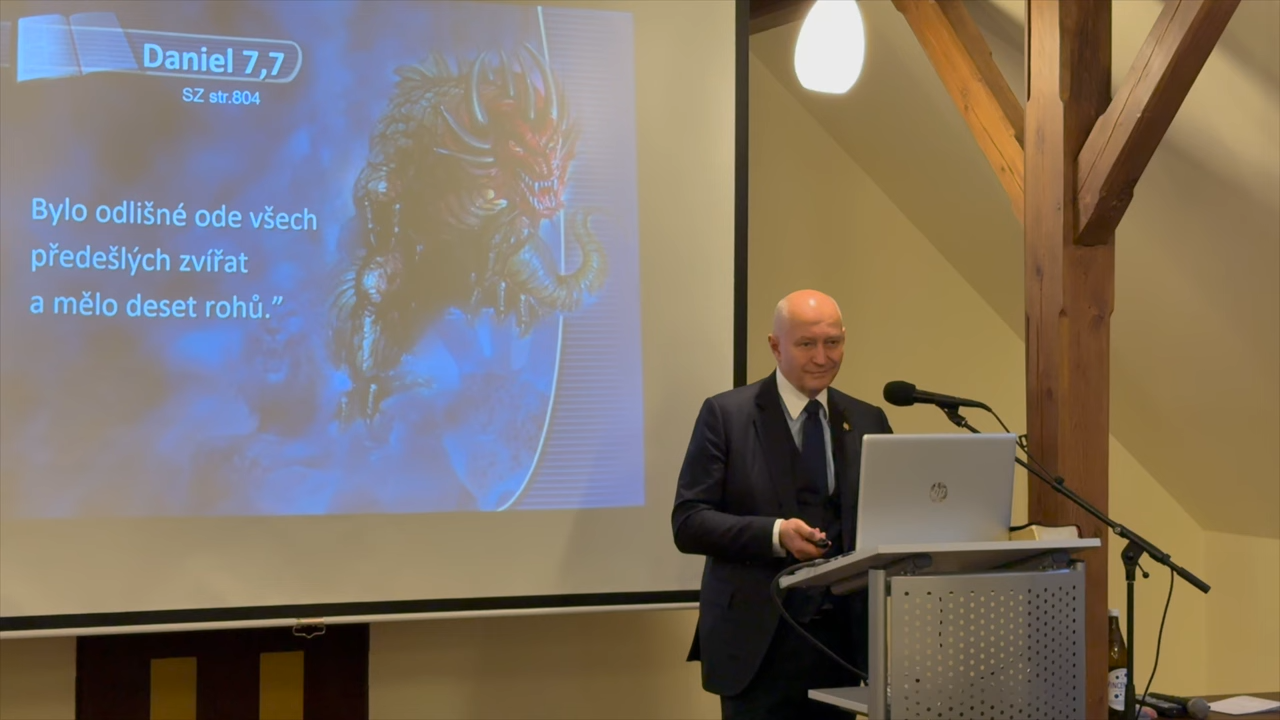 Daniel 7,7
SZ str.804
Bylo odlišné ode všech
předešlých zvířat
a mělo deset rohů.”
hp